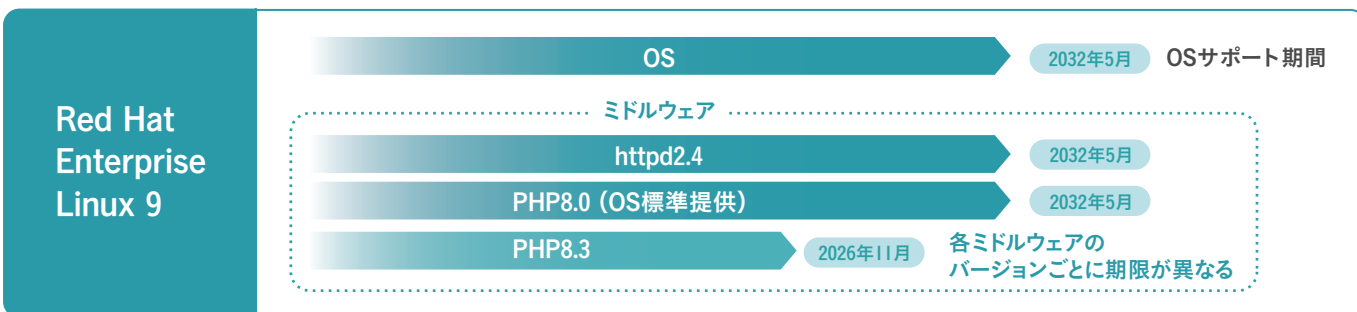 Red Hat
Enterprise
Linux 9
OS
2032年5月
OSサポート期間
ミドルウェア
httpd2.4
2032年5月
PHP8.0（OS標準提供）
2032年5月
PHP8.3
2026年11月
各ミドルウェアの
バージョンごとに期限が異なる